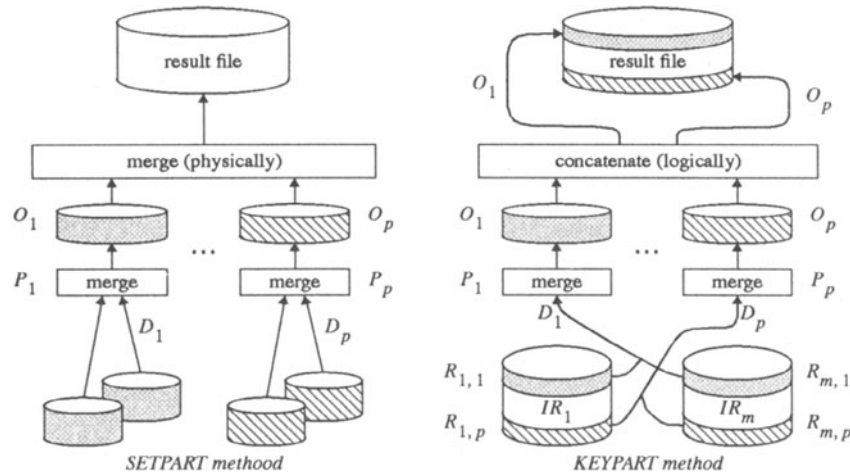 result file
merge (physically)
O1
Op
...
P1
merge
merge
Pp
D1
Dp
SETPART methood
result file
O1
Op
concatenate (logically)
O1
Op
...
P1
merge
merge
Pp
D1
Dp
R1, 1
Rm, 1
IR1
IRm
R1, p
Rm, p
KEYPART method